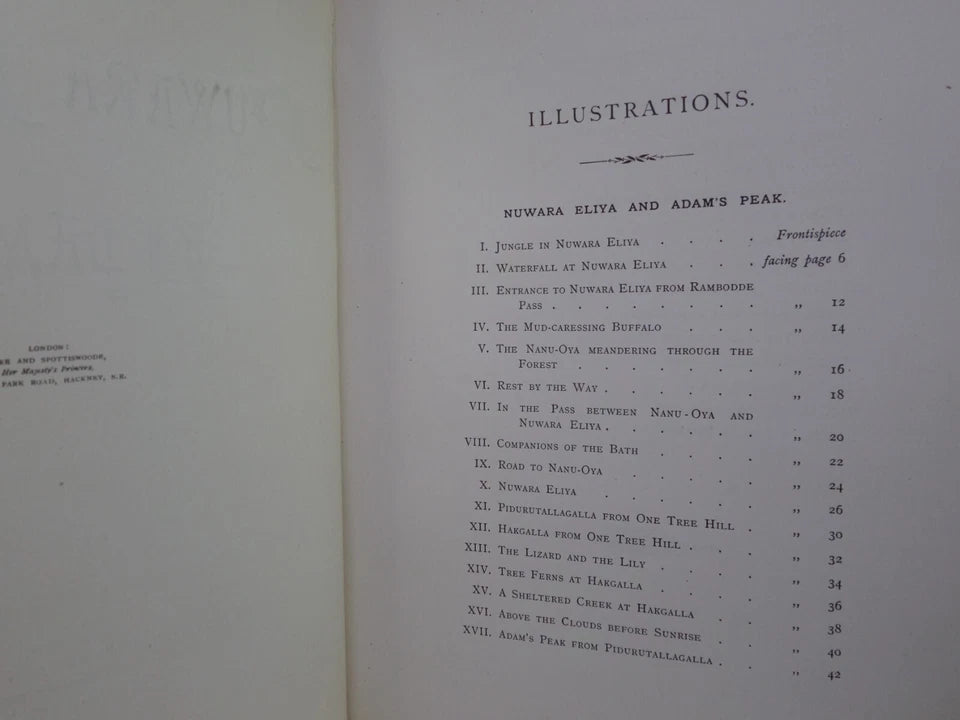 LONDON:
AND SPOTTISWOODE,
Her Majesty's Printers,
PARK ROAD, HACKNEY, N.E.
ILLUSTRATIONS.
NUWARA ELIYA AND ADAM'S PEAK.
I. JUNGLE IN NUWARA ELIYA . . . . Frontispiece
II. WATERFALL AT NUWARA ELIYA . . . facing page 6
III. ENTRANCE TO NUWARA ELIYA FROM RAMBODDE
PASS . . . . . . . . „ 12
IV. THE MUD-CARESSING BUFFALO . . . „ 14
V. THE NANU-OYA MEANDERING THROUGH THE
FOREST . . . . . . „ 16
VI. REST BY THE WAY . . . . . „ 18
VII. IN THE PASS BETWEEN NANU-OYA AND
NUWARA ELIYA . . . . . „ 20
VIII. COMPANIONS OF THE BATH . . . . „ 22
IX. ROAD TO NANU-OYA . . . . . „ 24
X. NUWARA ELIYA . . . . . . „ 26
XI. PIDURUTALLAGALLA FROM ONE TREE HILL . „ 30
XII. HAKGALLA FROM ONE TREE HILL . . . „ 32
XIII. THE LIZARD AND THE LILY . . . . „ 34
XIV. TREE FERNS AT HAKGALLA . . . . „ 36
XV. A SHELTERED CREEK AT HAKGALLA . . „ 38
XVI. ABOVE THE CLOUDS BEFORE SUNRISE . . „ 40
XVII. ADAM'S PEAK FROM PIDURUTALLAGALLA . . „ 42